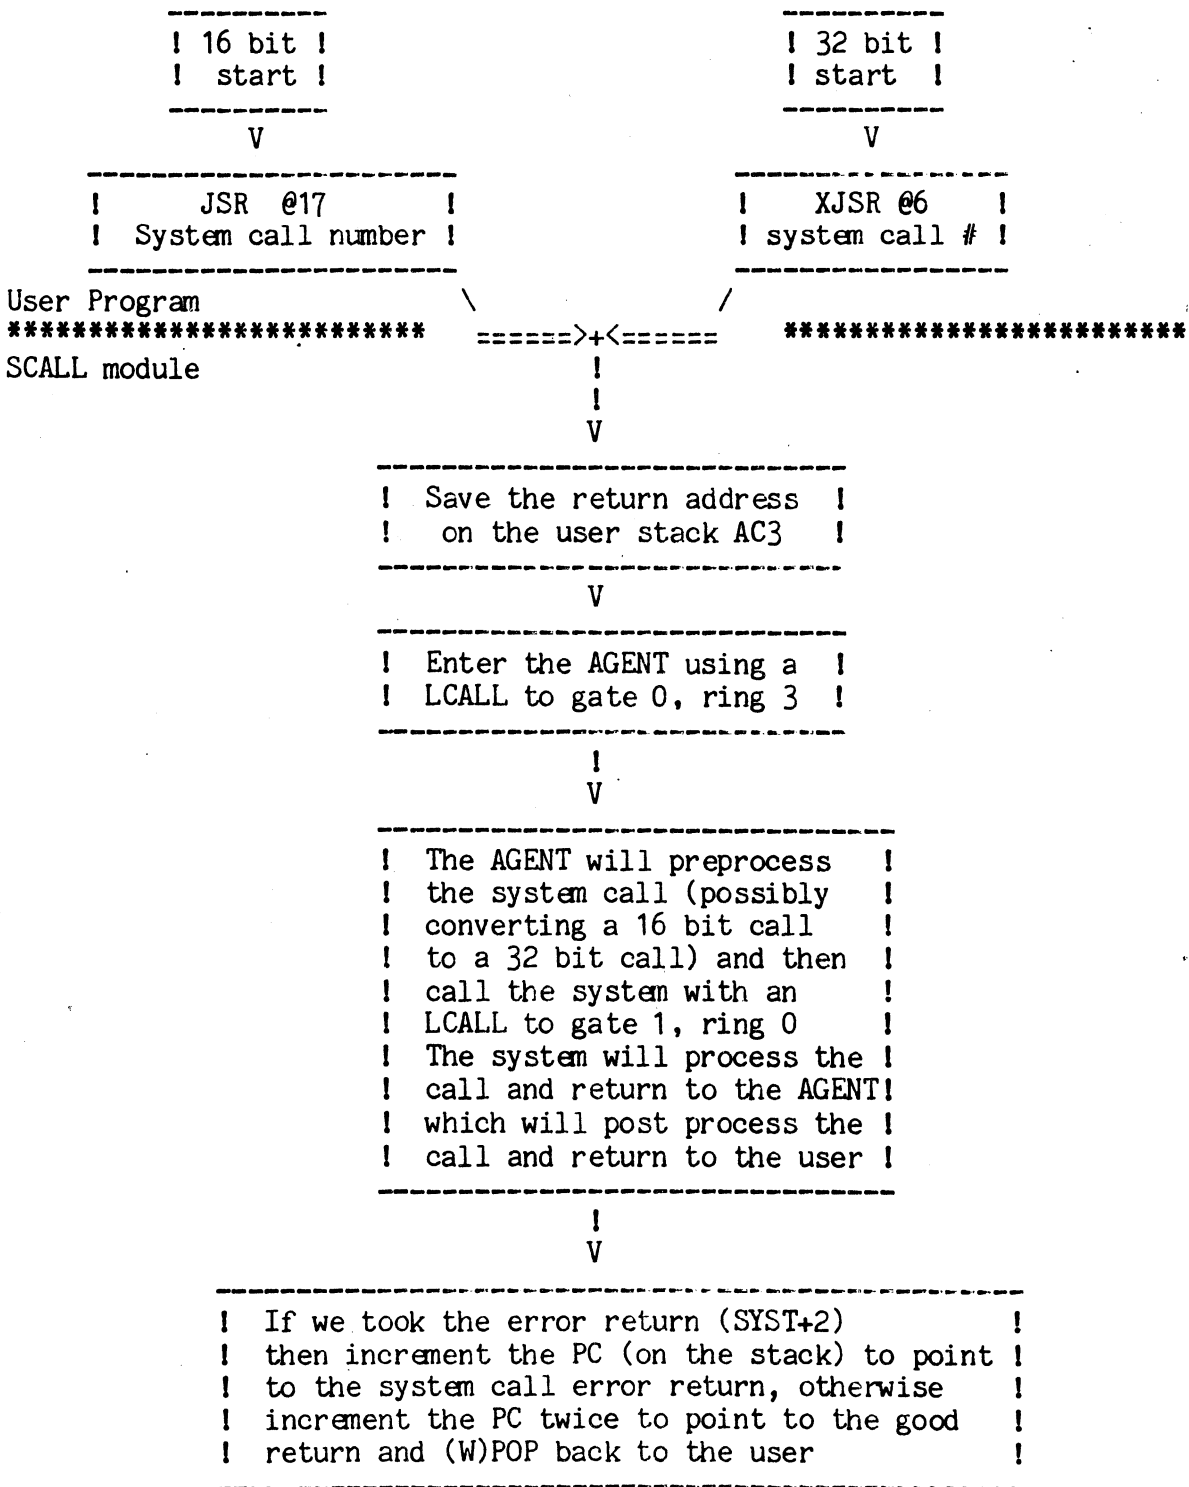 ! 16 bit ! ! 32 bit !
! start ! ! start !
V V
! JSR @17 ! ! XJSR @6 !
! System call number ! ! system call # !
User Program \ /
************************** ======>+<====== *************************
SCALL module !
!
V
! Save the return address !
! on the user stack AC3 !
V
! Enter the AGENT using a !
! LCALL to gate 0, ring 3 !
!
V
! The AGENT will preprocess !
! the system call (possibly !
! converting a 16 bit call !
! to a 32 bit call) and then !
! call the system with an !
! LCALL to gate 1, ring 0 !
! The system will process the !
! call and return to the AGENT!
! which will post process the !
! call and return to the user !
!
V
! If we took the error return (SYST+2) !
! then increment the PC (on the stack) to point !
! to the system call error return, otherwise !
! increment the PC twice to point to the good !
! return and (W)POP back to the user !